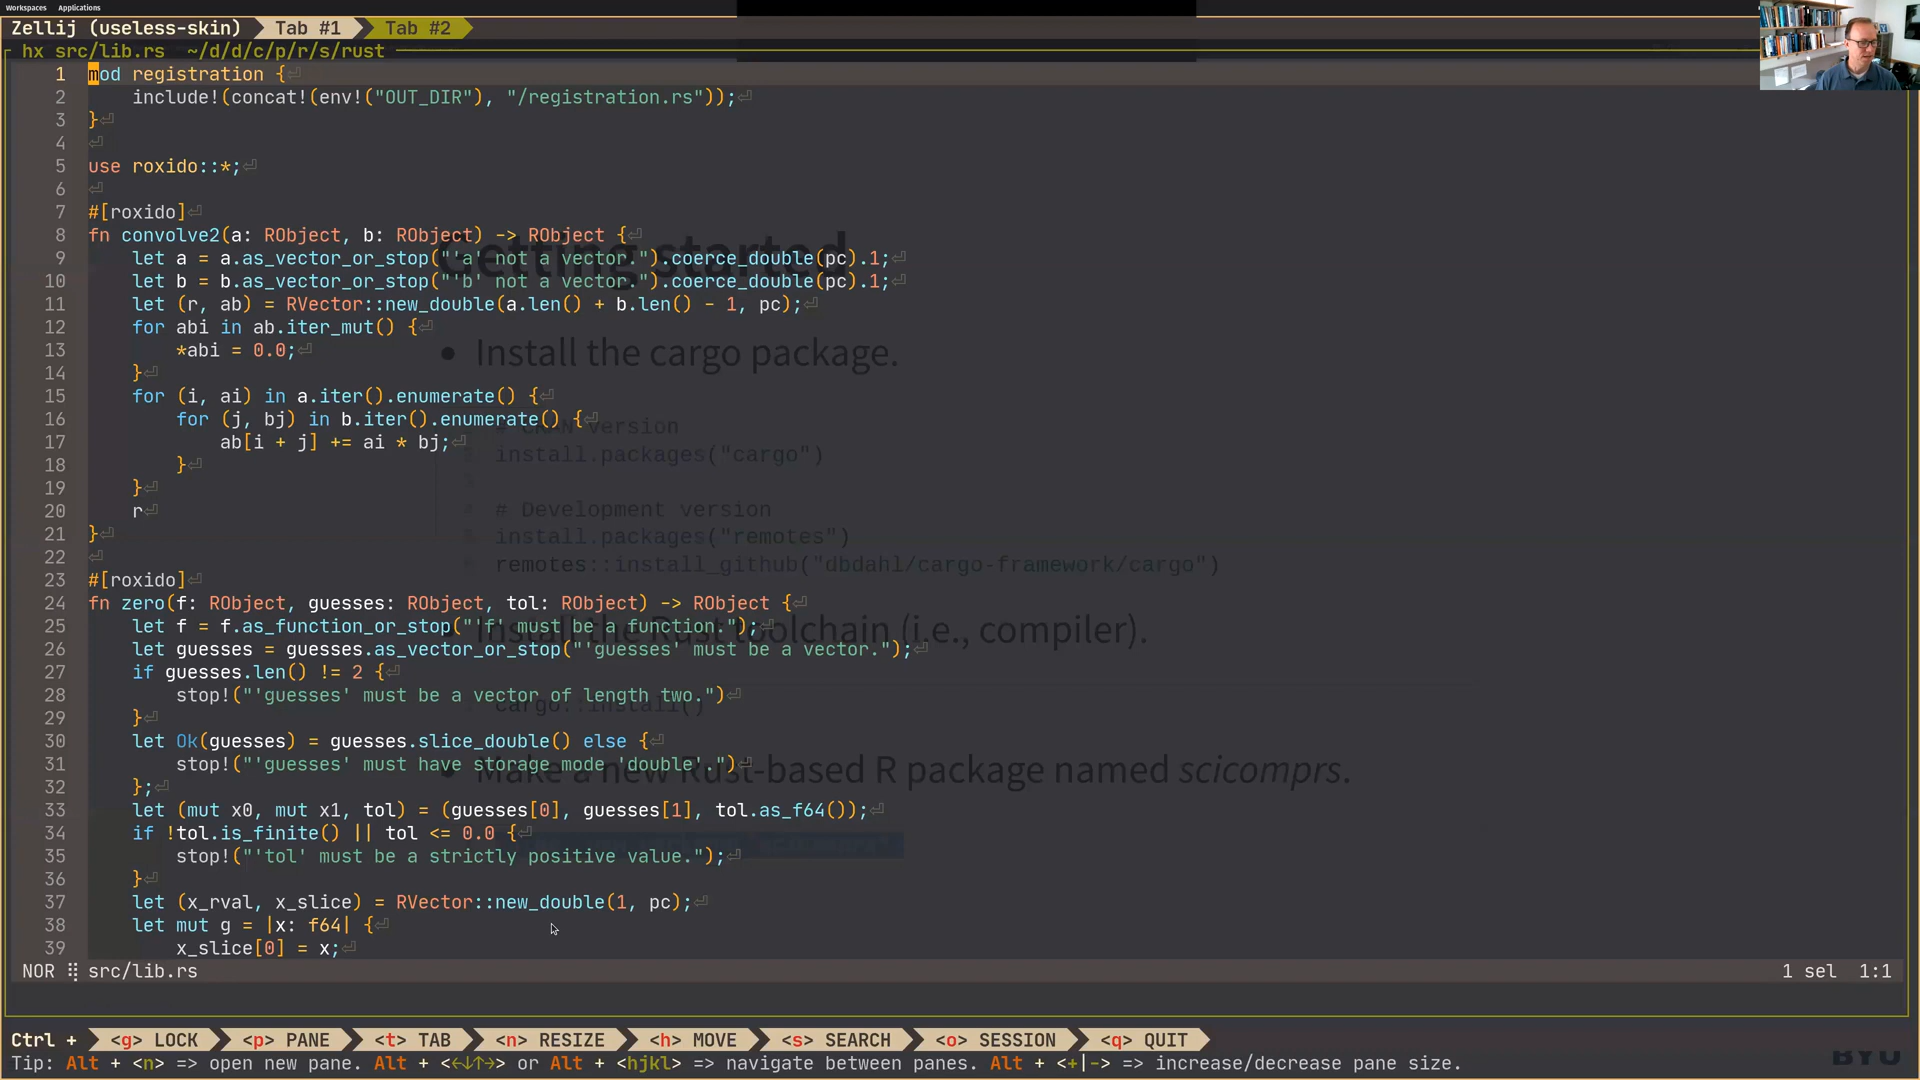 Workspaces Applications
Zellij (useless-skin) Tab #1 Tab #2
hx src/lib.rs ~/d/d/c/p/r/s/rust
1 mod registration {
2 include!(concat!(env!("OUT_DIR"), "/registration.rs"));
3 }
4
5 use roxido::*;
6
7 #[roxido]
8 fn convolve2(a: RObject, b: RObject) -> RObject {
9 let a = a.as_vector_or_stop("'a' not a vector.").coerce_double(pc).1;
10 let b = b.as_vector_or_stop("'b' not a vector.").coerce_double(pc).1;
11 let (r, ab) = RVector::new_double(a.len() + b.len() - 1, pc);
12 for abi in ab.iter_mut() {
13 *abi = 0.0;
14 }
15 for (i, ai) in a.iter().enumerate() {
16 for (j, bj) in b.iter().enumerate() {
17 ab[i + j] += ai * bj;
18 }
19 }
20 r
21 }
22
23 #[roxido]
24 fn zero(f: RObject, guesses: RObject, tol: RObject) -> RObject {
25 let f = f.as_function_or_stop("'f' must be a function.");
26 let guesses = guesses.as_vector_or_stop("'guesses' must be a vector.");
27 if guesses.len() != 2 {
28 stop!("'guesses' must be a vector of length two.")
29 }
30 let Ok(guesses) = guesses.slice_double() else {
31 stop!("'guesses' must have storage mode 'double'.")
32 };
33 let (mut x0, mut x1, tol) = (guesses[0], guesses[1], tol.as_f64());
34 if !tol.is_finite() || tol <= 0.0 {
35 stop!("'tol' must be a strictly positive value.");
36 }
37 let (x_rval, x_slice) = RVector::new_double(1, pc);
38 let mut g = |x: f64| {
39 x_slice[0] = x;
Getting started
• Install the cargo package.
# CRAN version
install.packages("cargo")
# Development version
install.packages("remotes")
remotes::install_github("dbdahl/cargo-framework/cargo")
• Install the Rust toolchain (i.e., compiler).
cargo::install()
• Make a new Rust-based R package named scicomprs.
NOR src/lib.rs 1 sel 1:1
Ctrl + <g> LOCK <p> PANE <t> TAB <n> RESIZE <h> MOVE <s> SEARCH <o> SESSION <q> QUIT
Tip: Alt + <n> => open new pane. Alt + <←↓↑→> or Alt + <hjkl> => navigate between panes. Alt + <+|-> => increase/decrease pane size.
BYU